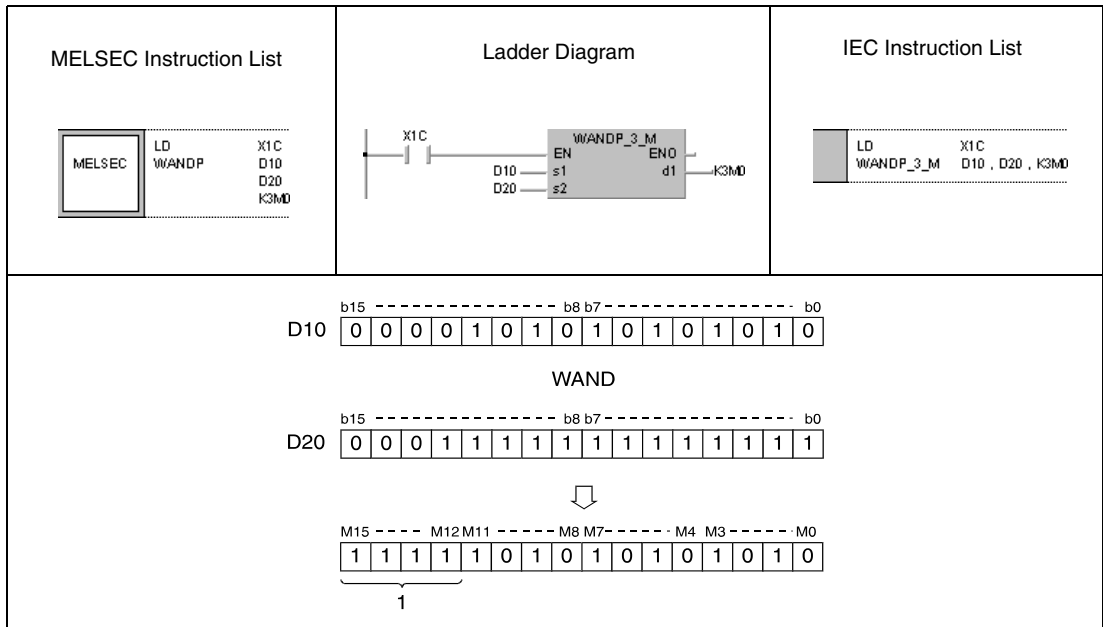 MELSEC Instruction List
Ladder Diagram
IEC Instruction List
MELSEC
LD X1C
WANDP D10
D20
K3M0
X1C
WANDP_3_M
EN ENO
D10 s1 d1 K3M0
D20 s2
LD X1C
WANDP_3_M D10 , D20 , K3M0
b15 b8 b7 b0
D10 0 0 0 0 1 0 1 0 1 0 1 0 1 0 1 0
WAND
b15 b8 b7 b0
D20 0 0 0 1 1 1 1 1 1 1 1 1 1 1 1 1
M15 M12 M11 M8 M7 M4 M3 M0
1 1 1 1 1 0 1 0 1 0 1 0 1 0 1 0
1